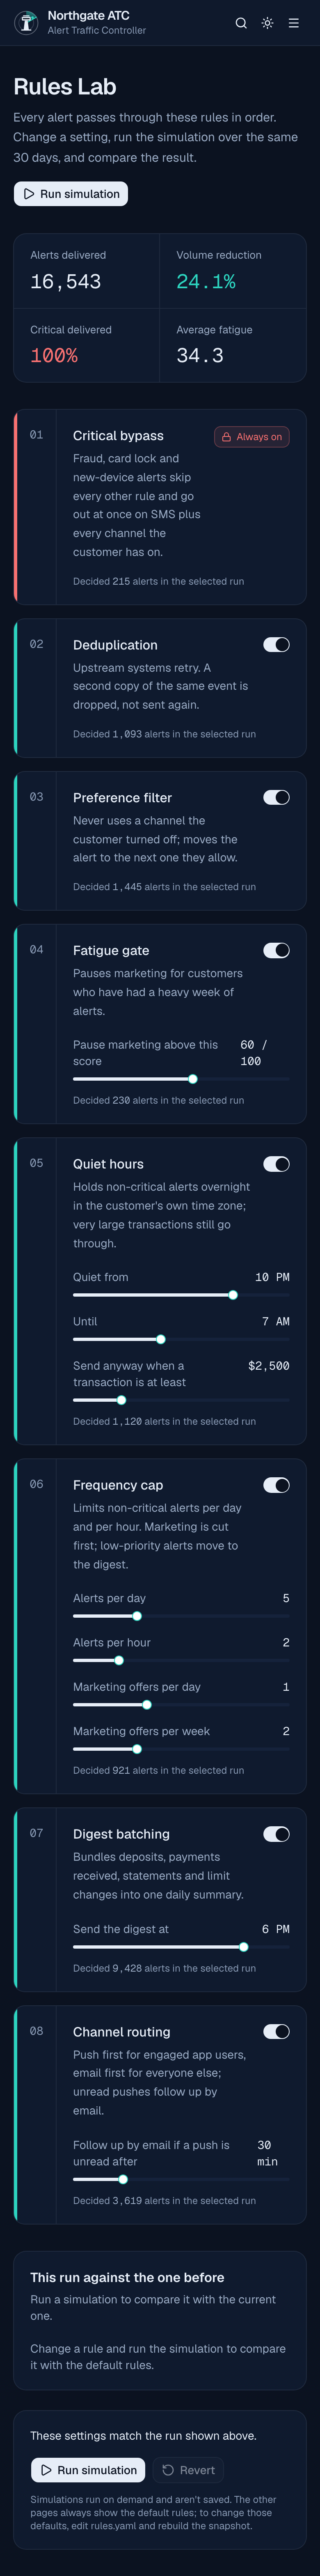 Northgate ATC
Alert Traffic Controller
Rules Lab
Every alert passes through these rules in order.
Change a setting, run the simulation over the same
30 days, and compare the result.
Run simulation
Alerts delivered
16,543
Volume reduction
24.1%
Critical delivered
100%
Average fatigue
34.3
01
Critical bypass
Always on
Fraud, card lock and
new-device alerts skip
every other rule and go
out at once on SMS plus
every channel the
customer has on.
Decided 215 alerts in the selected run
02
Deduplication
Upstream systems retry. A
second copy of the same event is
dropped, not sent again.
Decided 1,093 alerts in the selected run
03
Preference filter
Never uses a channel the
customer turned off; moves the
alert to the next one they allow.
Decided 1,445 alerts in the selected run
04
Fatigue gate
Pauses marketing for customers
who have had a heavy week of
alerts.
Pause marketing above this
score
60 /
100
Decided 230 alerts in the selected run
05
Quiet hours
Holds non-critical alerts overnight
in the customer's own time zone;
very large transactions still go
through.
Quiet from 10 PM
Until 7 AM
Send anyway when a
transaction is at least
$2,500
Decided 1,120 alerts in the selected run
06
Frequency cap
Limits non-critical alerts per day
and per hour. Marketing is cut
first; low-priority alerts move to
the digest.
Alerts per day 5
Alerts per hour 2
Marketing offers per day 1
Marketing offers per week 2
Decided 921 alerts in the selected run
07
Digest batching
Bundles deposits, payments
received, statements and limit
changes into one daily summary.
Send the digest at 6 PM
Decided 9,428 alerts in the selected run
08
Channel routing
Push first for engaged app users,
email first for everyone else;
unread pushes follow up by
email.
Follow up by email if a push is
unread after
30
min
Decided 3,619 alerts in the selected run
This run against the one before
Run a simulation to compare it with the current
one.
Change a rule and run the simulation to compare
it with the default rules.
These settings match the run shown above.
Run simulation
Revert
Simulations run on demand and aren't saved. The other
pages always show the default rules; to change those
defaults, edit rules.yaml and rebuild the snapshot.